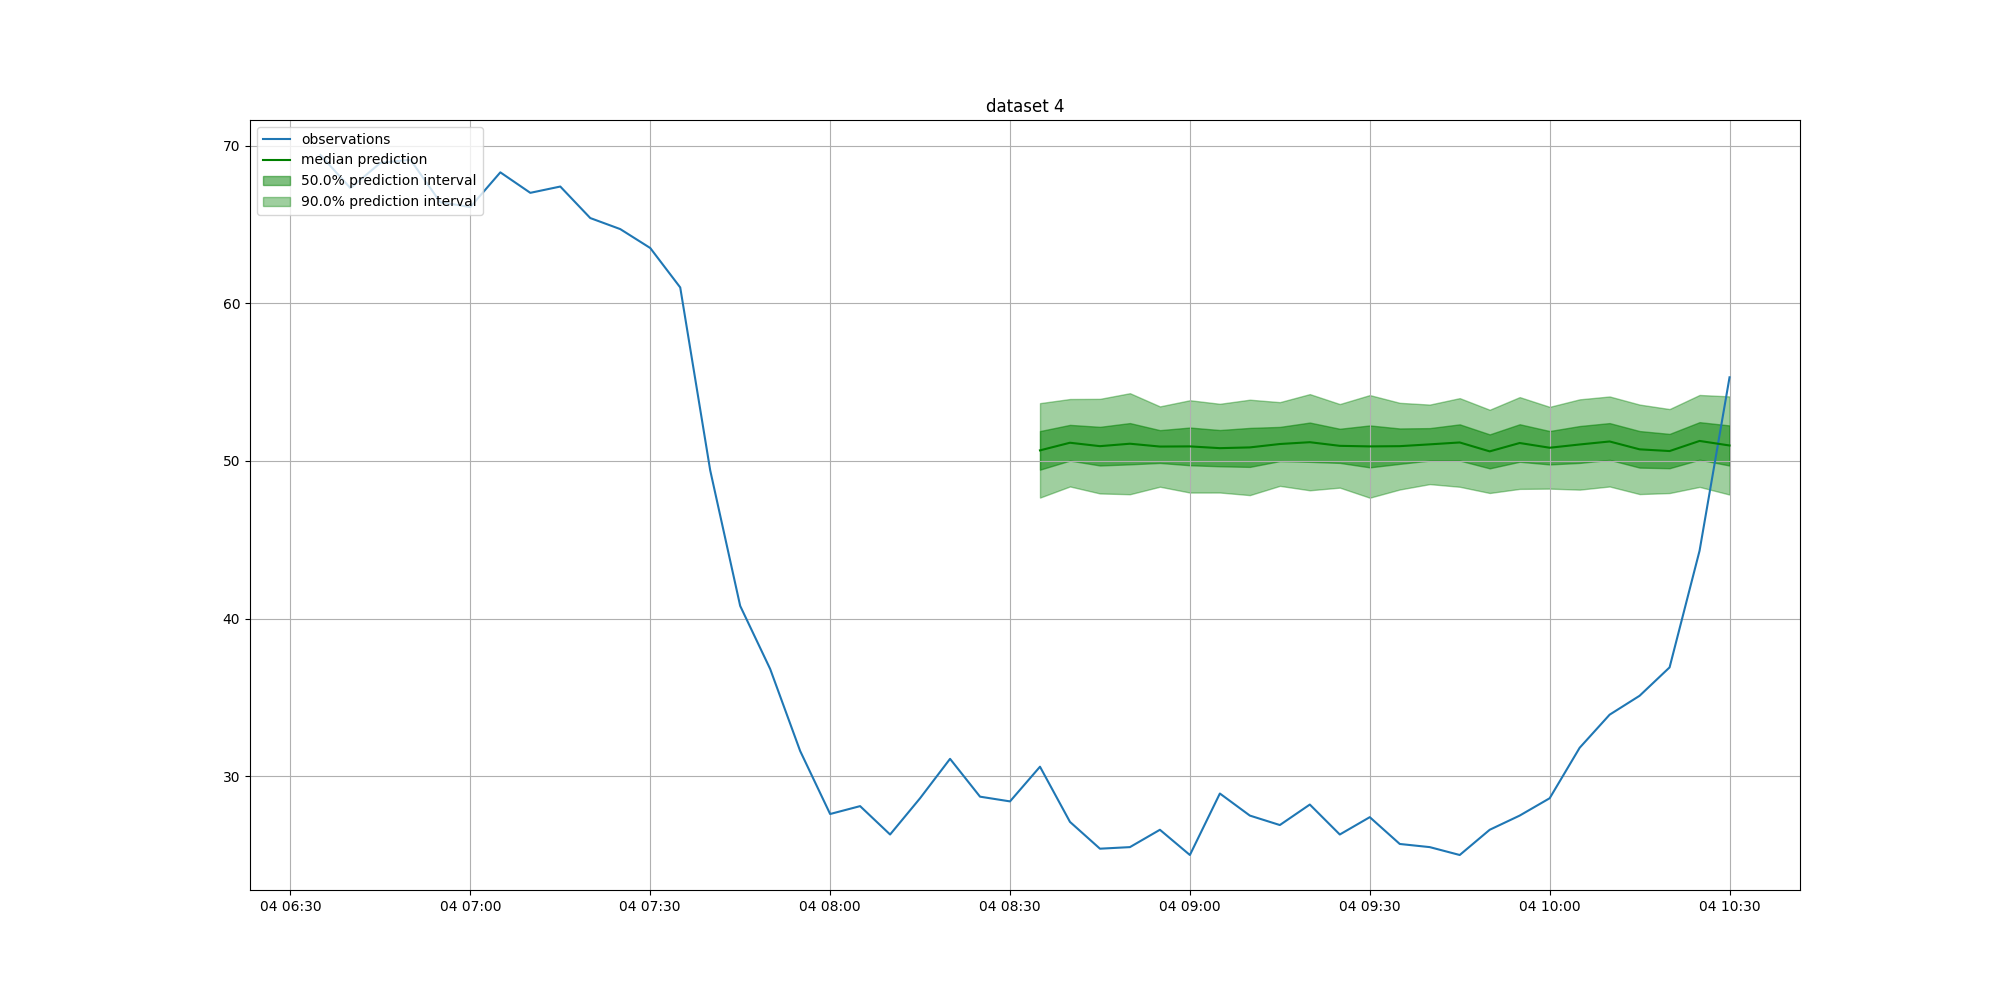 dataset 4
observations
median prediction
50.0% prediction interval
90.0% prediction interval
70
60
50
40
30
04 06:30
04 07:00
04 07:30
04 08:00
04 08:30
04 09:00
04 09:30
04 10:00
04 10:30